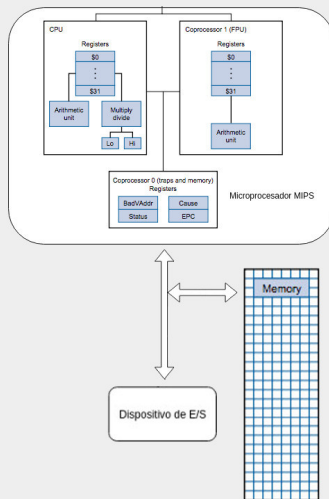 CPU
Registers
$0
$31
Arithmetic
unit
Multiply
divide
Lo
Hi
Coprocessor 1 (FPU)
Registers
$0
$31
Arithmetic
unit
Coprocessor 0 (traps and memory)
Registers
BadVAddr
Cause
Status
EPC
Microprocesador MIPS
Memory
Dispositivo de E/S